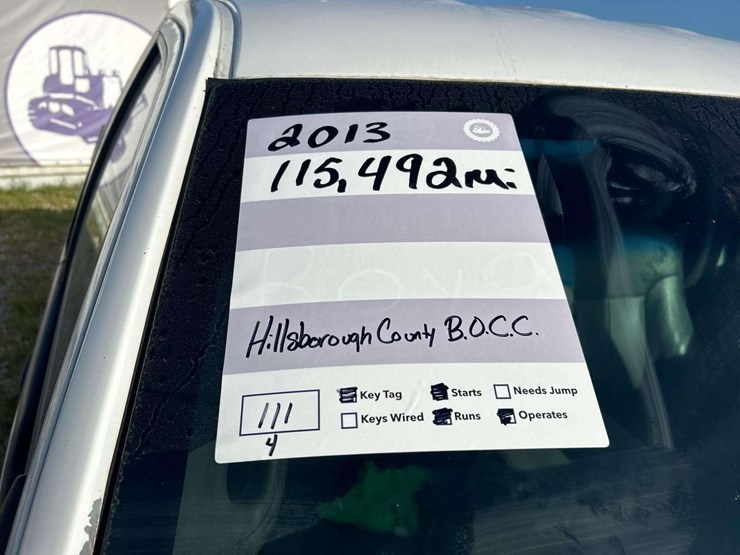 2013
115,492mi
Hillsborough County B.O.C.C.
Key Tag Starts Needs Jump
111 Keys Wired Runs Operates
4